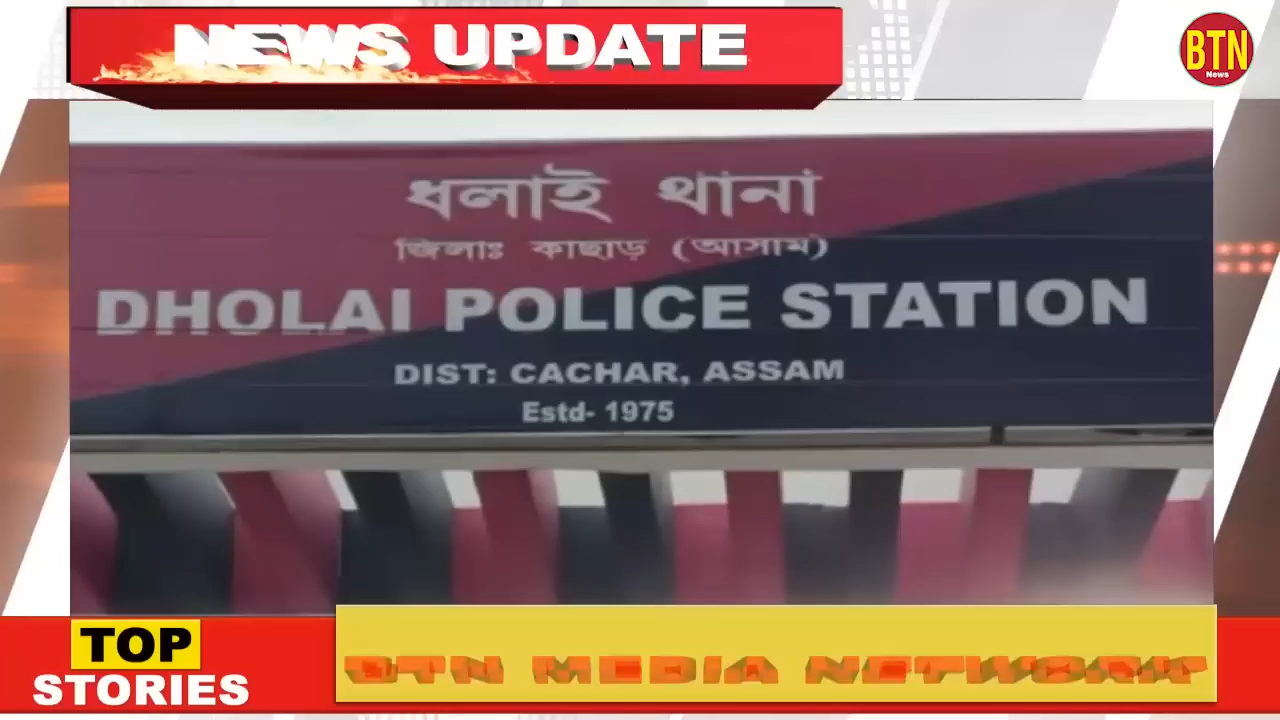 NEWS UPDATE
BTN
News
ধলাই থানা
জিলাঃ কাছাড় (আসাম)
DHOLAI POLICE STATION
DIST: CACHAR, ASSAM
Estd- 1975
TOP
STORIES
BTN MEDIA NETWORK